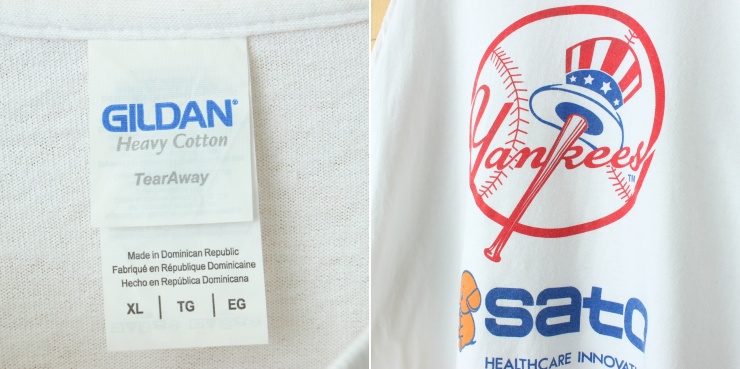 GILDAN®
Heavy Cotton
TearAway
Made in Dominican Republic
Fabriqué en République Dominicaine
Hecho en República Dominicana
XL | TG | EG
Yankees
TM
sato
HEALTHCARE